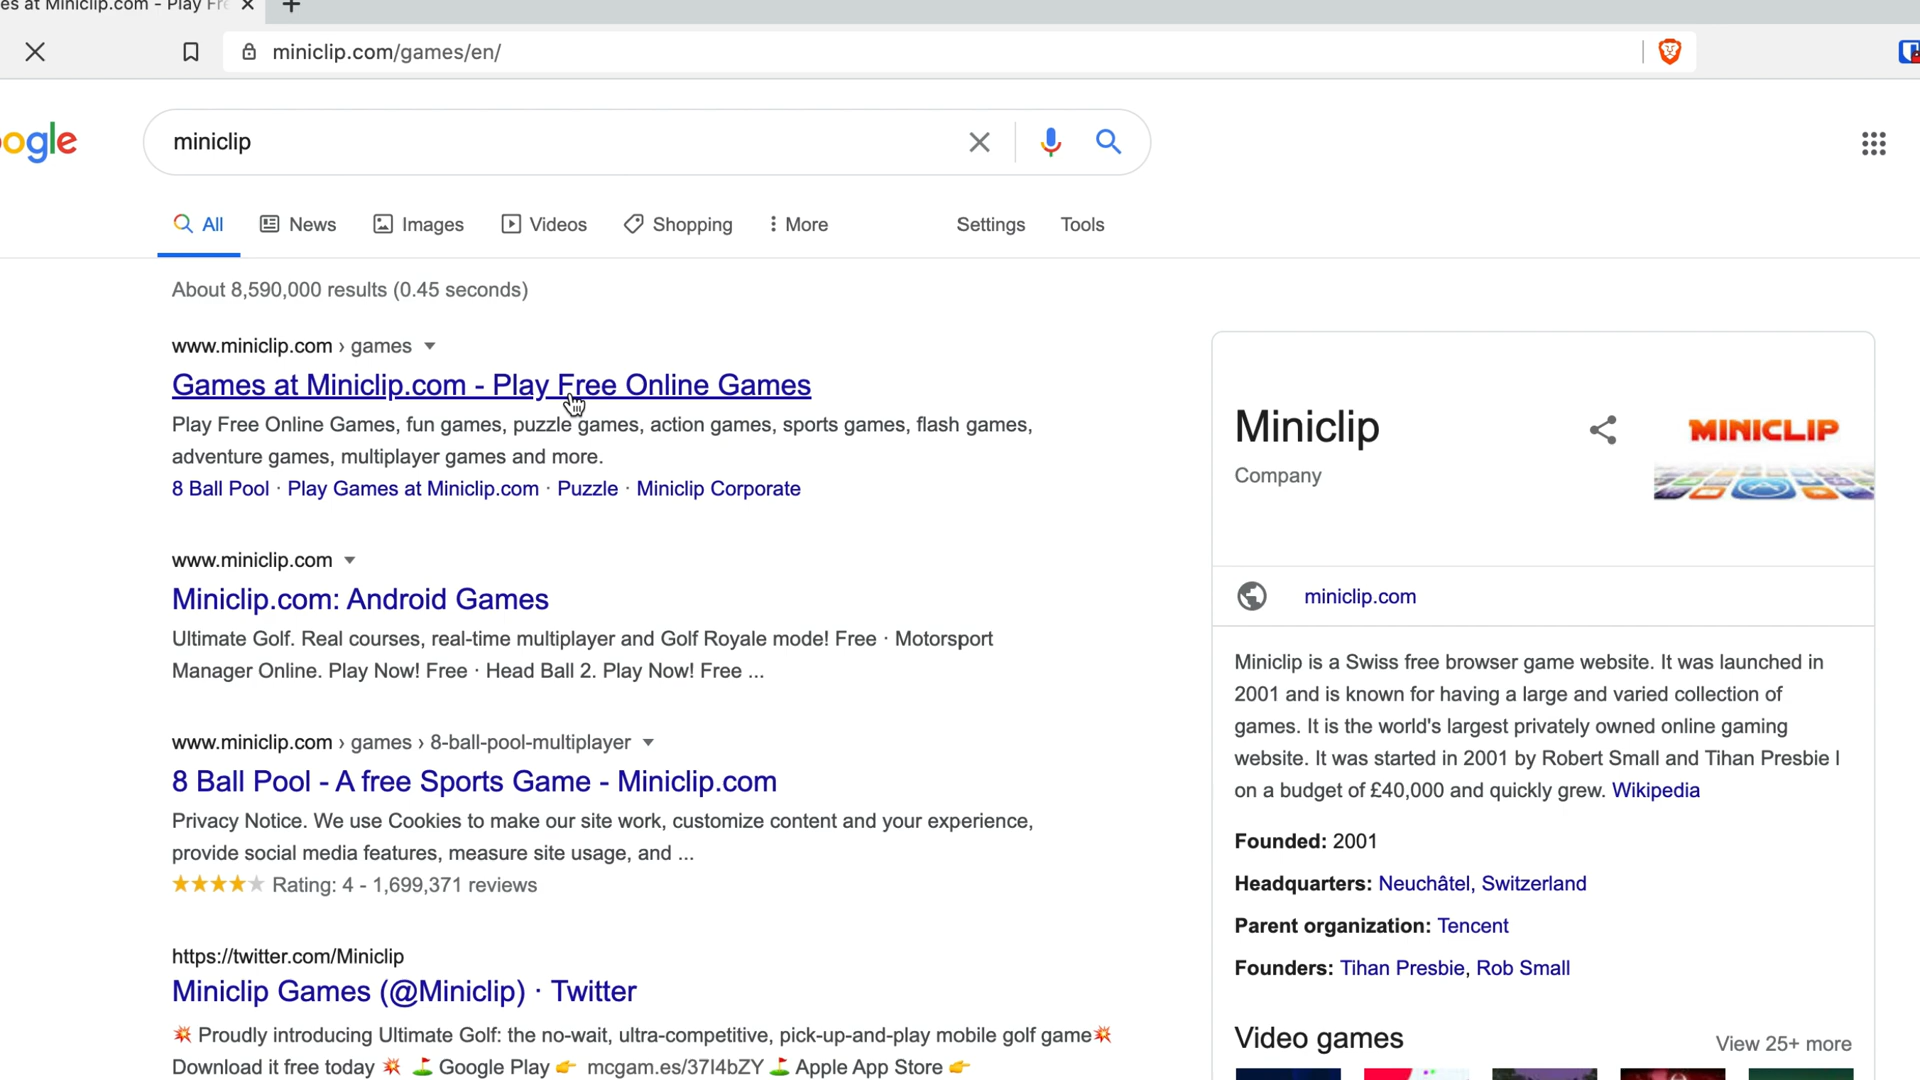 es at Miniclip.com - Play Fre
miniclip.com/games/en/
ogle
miniclip
All
News
Images
Videos
Shopping
More
Settings
Tools
About 8,590,000 results (0.45 seconds)
www.miniclip.com › games
Games at Miniclip.com - Play Free Online Games
Play Free Online Games, fun games, puzzle games, action games, sports games, flash games,
adventure games, multiplayer games and more.
8 Ball Pool · Play Games at Miniclip.com · Puzzle · Miniclip Corporate
www.miniclip.com
Miniclip.com: Android Games
Ultimate Golf. Real courses, real-time multiplayer and Golf Royale mode! Free · Motorsport
Manager Online. Play Now! Free · Head Ball 2. Play Now! Free ...
www.miniclip.com › games › 8-ball-pool-multiplayer
8 Ball Pool - A free Sports Game - Miniclip.com
Privacy Notice. We use Cookies to make our site work, customize content and your experience,
provide social media features, measure site usage, and ...
Rating: 4 - 1,699,371 reviews
https://twitter.com/Miniclip
Miniclip Games (@Miniclip) · Twitter
💥 Proudly introducing Ultimate Golf: the no-wait, ultra-competitive, pick-up-and-play mobile golf game💥
Download it free today 💥 ⛳ Google Play 👉 mcgam.es/37I4bZY ⛳ Apple App Store 👉
Miniclip
Company
MINICLIP
miniclip.com
Miniclip is a Swiss free browser game website. It was launched in
2001 and is known for having a large and varied collection of
games. It is the world's largest privately owned online gaming
website. It was started in 2001 by Robert Small and Tihan Presbie I
on a budget of £40,000 and quickly grew. Wikipedia
Founded: 2001
Headquarters: Neuchâtel, Switzerland
Parent organization: Tencent
Founders: Tihan Presbie, Rob Small
Video games
View 25+ more